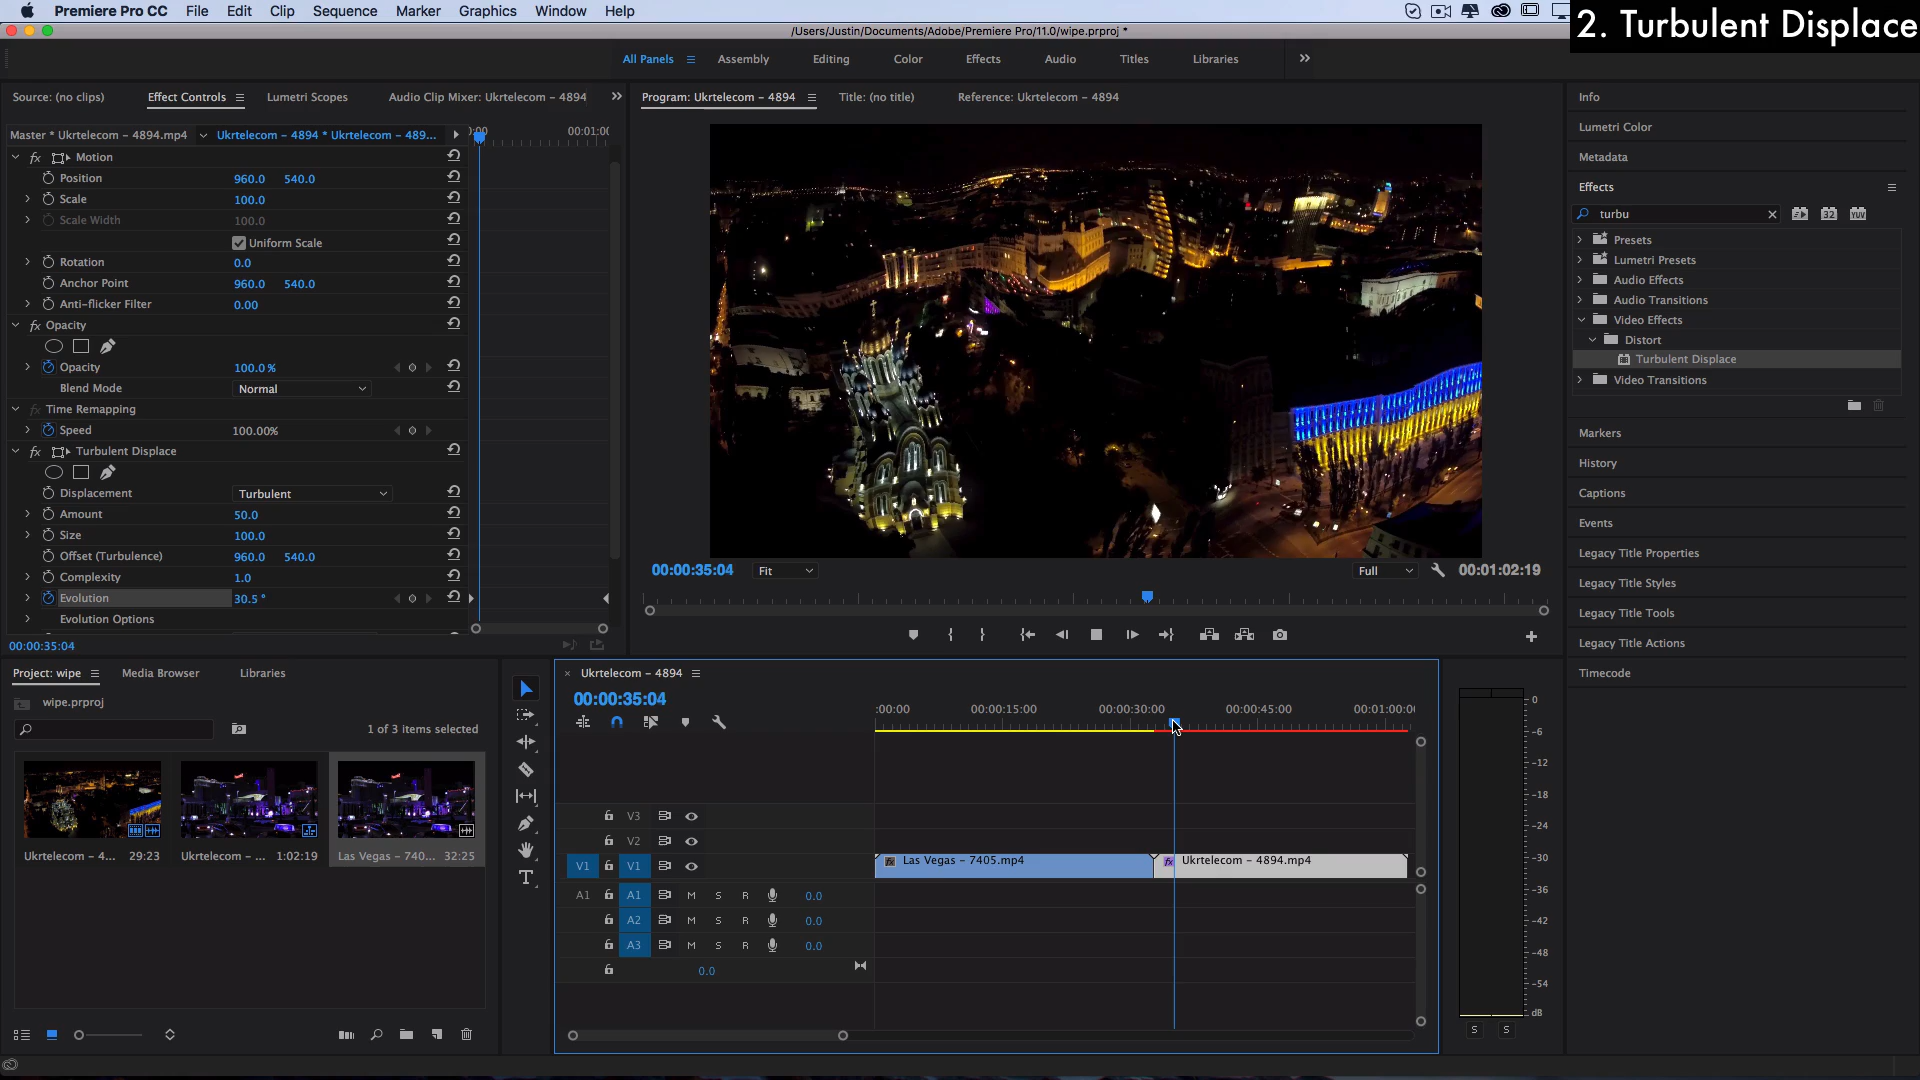 Premiere Pro CC File Edit Clip Sequence Marker Graphics Window Help
2. Turbulent Displace
/Users/Justin/Documents/Adobe/Premiere Pro/11.0/wipe.prproj *
All Panels Assembly Editing Color Effects Audio Titles Libraries
Source: (no clips) Effect Controls Lumetri Scopes Audio Clip Mixer: Ukrtelecom - 4894
Master * Ukrtelecom - 4894.mp4 Ukrtelecom - 4894 * Ukrtelecom - 489... 00:01:00
fx Motion
Position 960.0 540.0
Scale 100.0
Scale Width 100.0
Uniform Scale
Rotation 0.0
Anchor Point 960.0 540.0
Anti-flicker Filter 0.00
fx Opacity
Opacity 100.0 %
Blend Mode Normal
fx Time Remapping
Speed 100.00%
fx Turbulent Displace
Displacement Turbulent
Amount 50.0
Size 100.0
Offset (Turbulence) 960.0 540.0
Complexity 1.0
Evolution 30.5 °
Evolution Options
00:00:35:04
Program: Ukrtelecom - 4894 Title: (no title) Reference: Ukrtelecom - 4894
00:00:35:04 Fit Full 00:01:02:19
Info
Lumetri Color
Metadata
Effects
turbu 32 YUV
Presets
Lumetri Presets
Audio Effects
Audio Transitions
Video Effects
Distort
Turbulent Displace
Video Transitions
Markers
History
Captions
Events
Legacy Title Properties
Legacy Title Styles
Legacy Title Tools
Legacy Title Actions
Timecode
Project: wipe Media Browser Libraries
wipe.prproj
1 of 3 items selected
Ukrtelecom - 4... 29:23 Ukrtelecom - ... 1:02:19 Las Vegas - 740... 32:25
T
Ukrtelecom - 4894
00:00:35:04
:00:00 00:00:15:00 00:00:30:00 00:00:45:00 00:01:00:0
V3
V2
V1 V1 fx Las Vegas - 7405.mp4 fx Ukrtelecom - 4894.mp4
A1 A1 M S R 0.0
A2 M S R 0.0
A3 M S R 0.0
0.0
0
-6
-12
-18
-24
-30
-36
-42
-48
-54
dB
S S